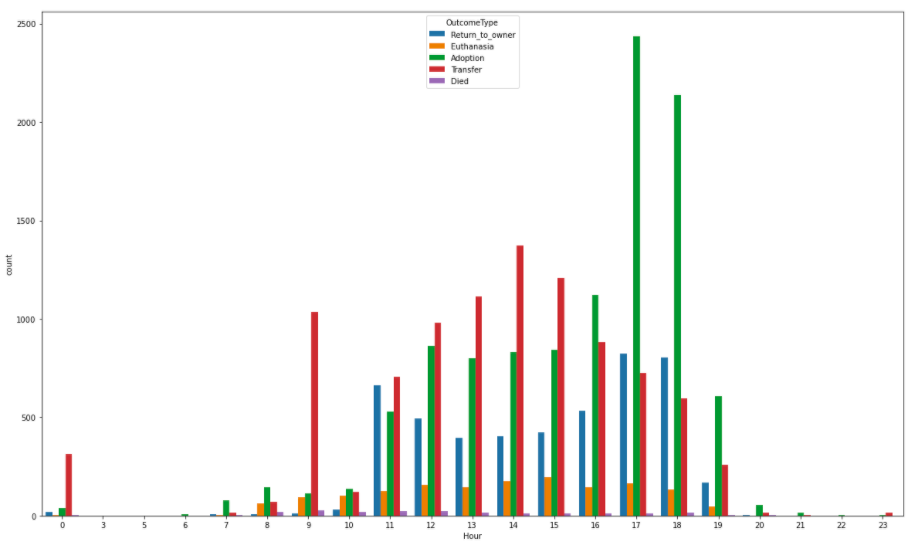 OutcomeType
Return_to_owner
Euthanasia
Adoption
Transfer
Died
2500
2000
1500
1000
500
0
count
0 3 5 6 7 8 9 10 11 12 13 14 15 16 17 18 19 20 21 22 23
Hour